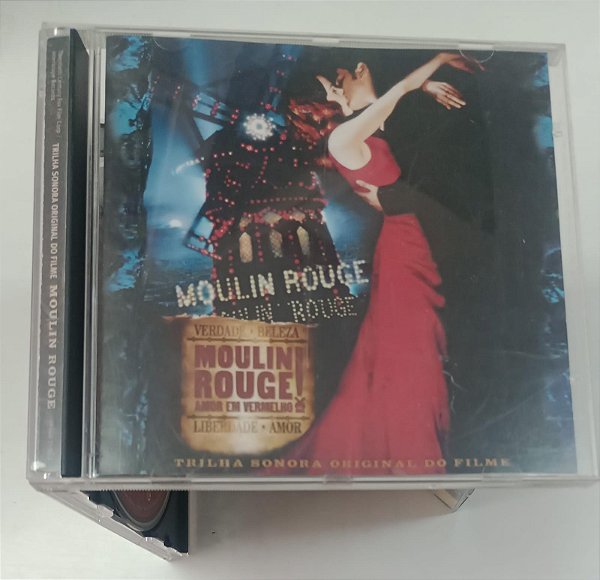 TRILHA SONORA ORIGINAL DO FILME MOULIN ROUGE
MOULIN ROUGE
ROUGE
VERDADE • BELEZA
MOULIN
ROUGE!
AMOR EM VERMELHO
LIBERDADE • AMOR
TRILHA SONORA ORIGINAL DO FILME